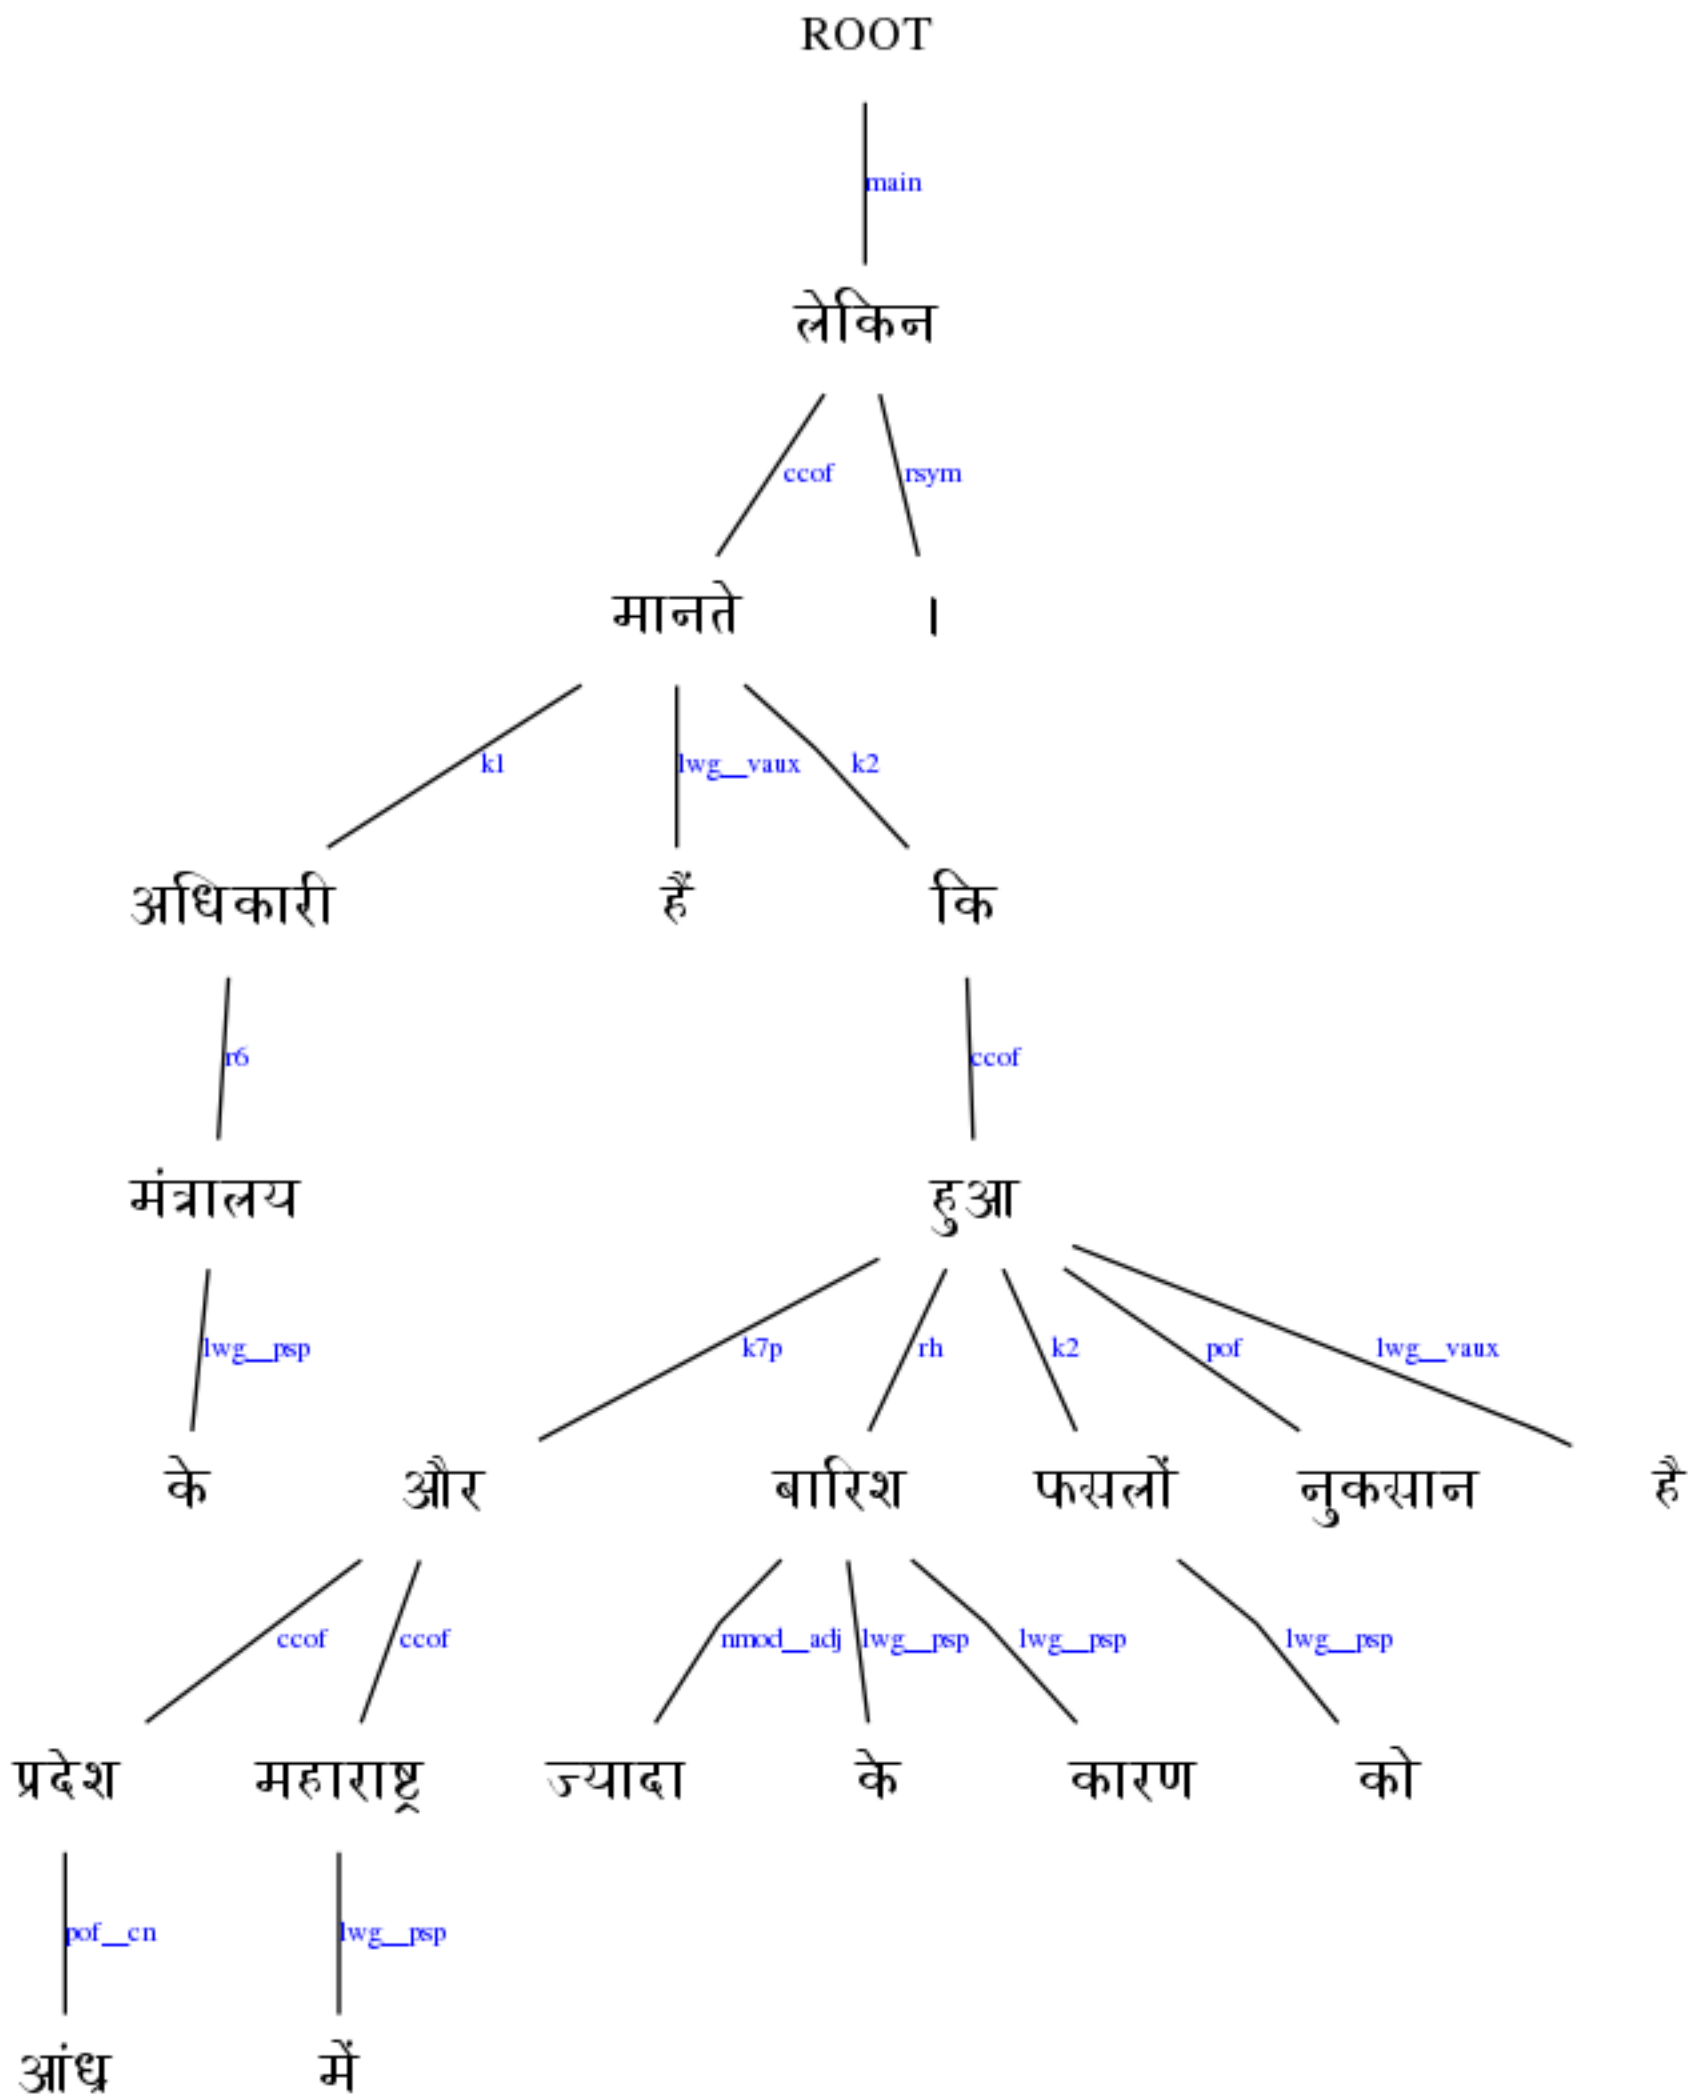 ROOT
main
लेकिन
ccof rsym
मानते ।
k1 lwg__vaux k2
अधिकारी हैं कि
r6 ccof
मंत्रालय हुआ
lwg__psp k7p rh k2 pof lwg__vaux
के और बारिश फसलों नुकसान है
ccof ccof nmod__adj lwg__psp lwg__psp lwg__psp
प्रदेश महाराष्ट्र ज्यादा के कारण को
pof__cn lwg__psp
आंध्र में